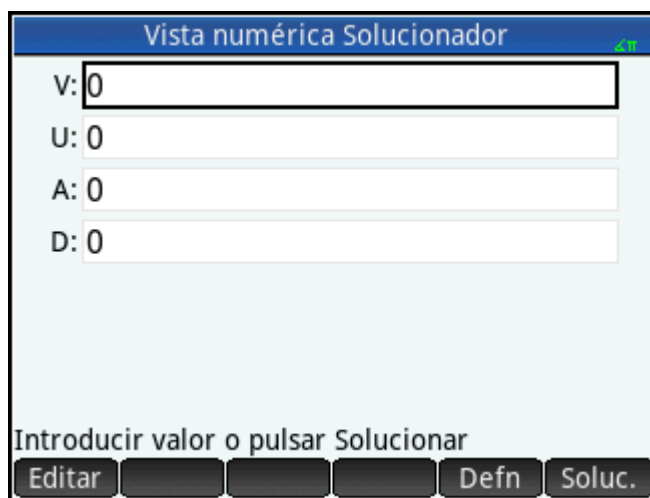 Vista numérica Solucionador
∡π
V: 0
U: 0
A: 0
D: 0
Introducir valor o pulsar Solucionar
Editar Defn Soluc.